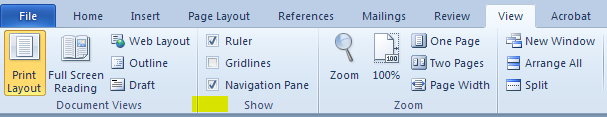 File Home Insert Page Layout References Mailings Review View Acrobat
Print Layout
Full Screen Reading
Web Layout
Outline
Draft
Document Views
Ruler
Gridlines
Navigation Pane
Show
Zoom
100%
100
One Page
Two Pages
Page Width
Zoom
New Window
Arrange All
Split